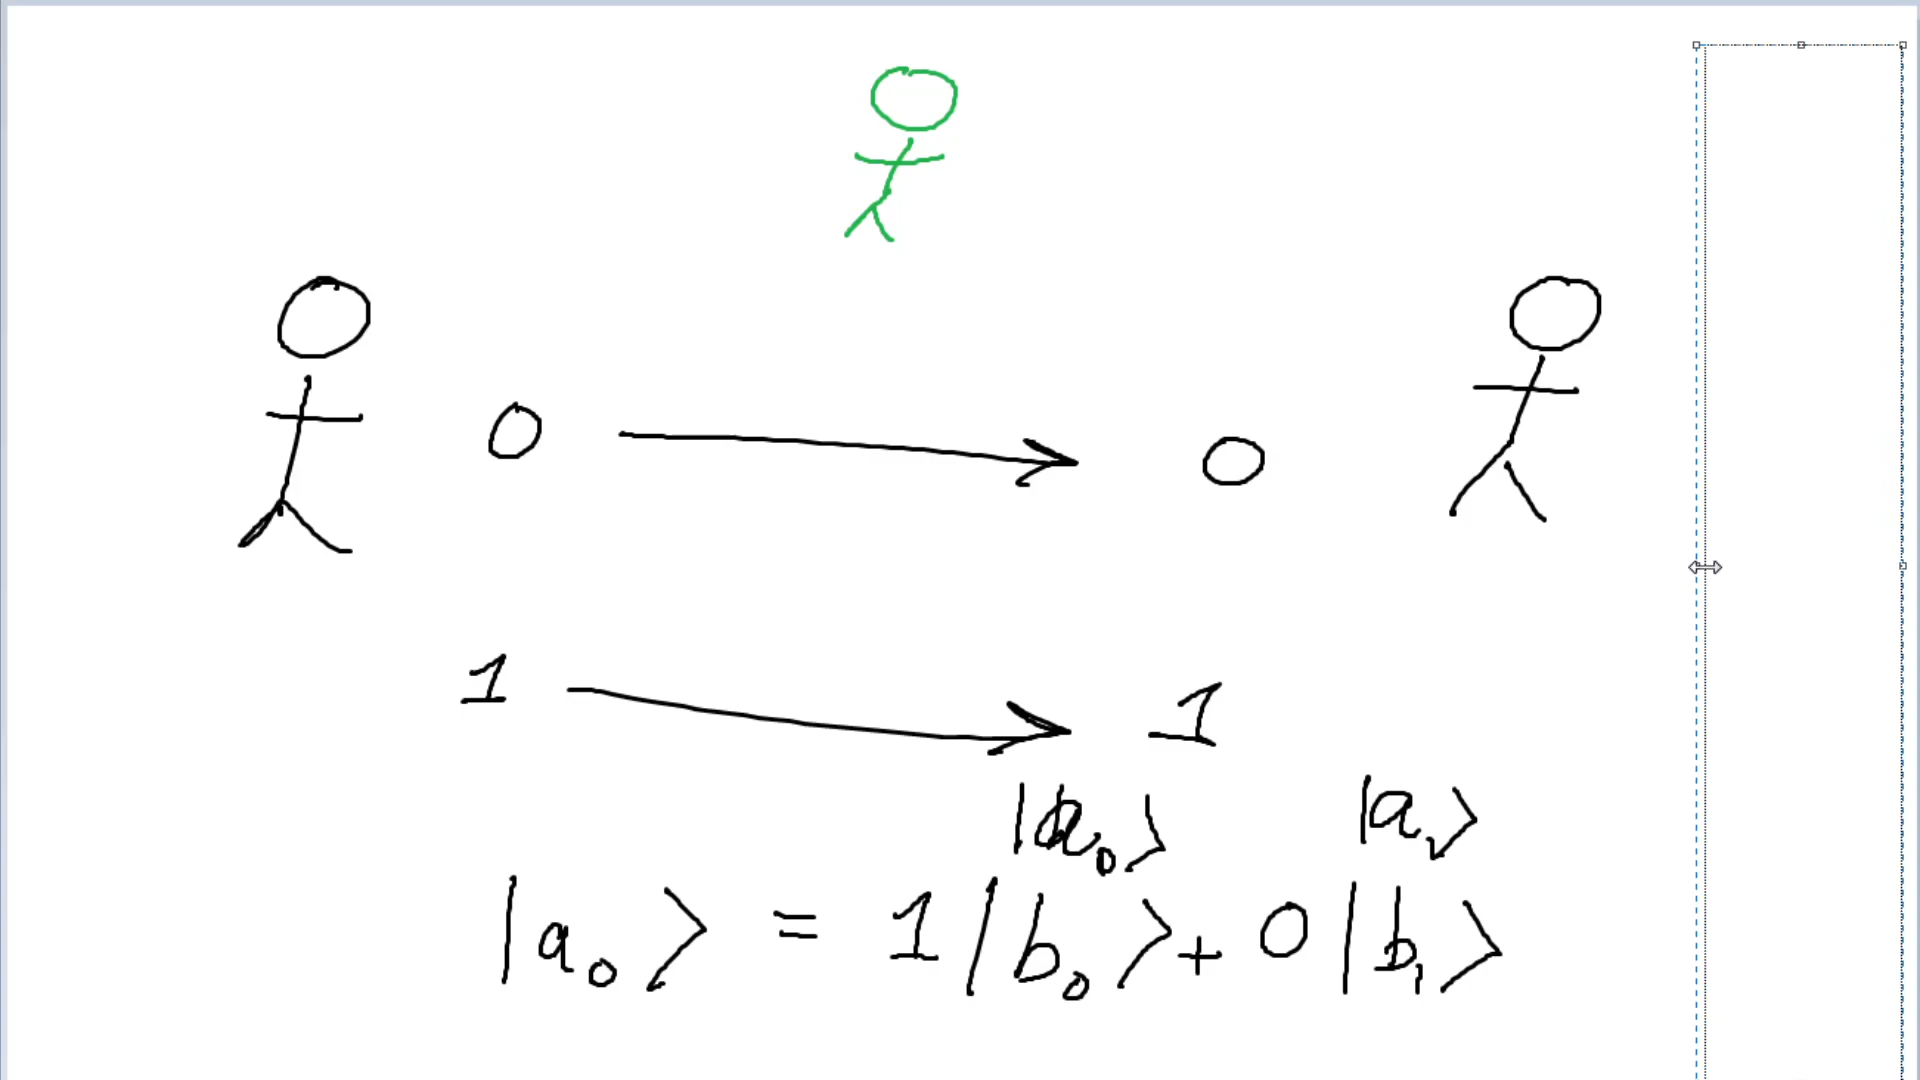 0 → 0
1 → 1
|a₀⟩ |a₁⟩
|a₀⟩ = 1|b₀⟩ + 0|b₁⟩